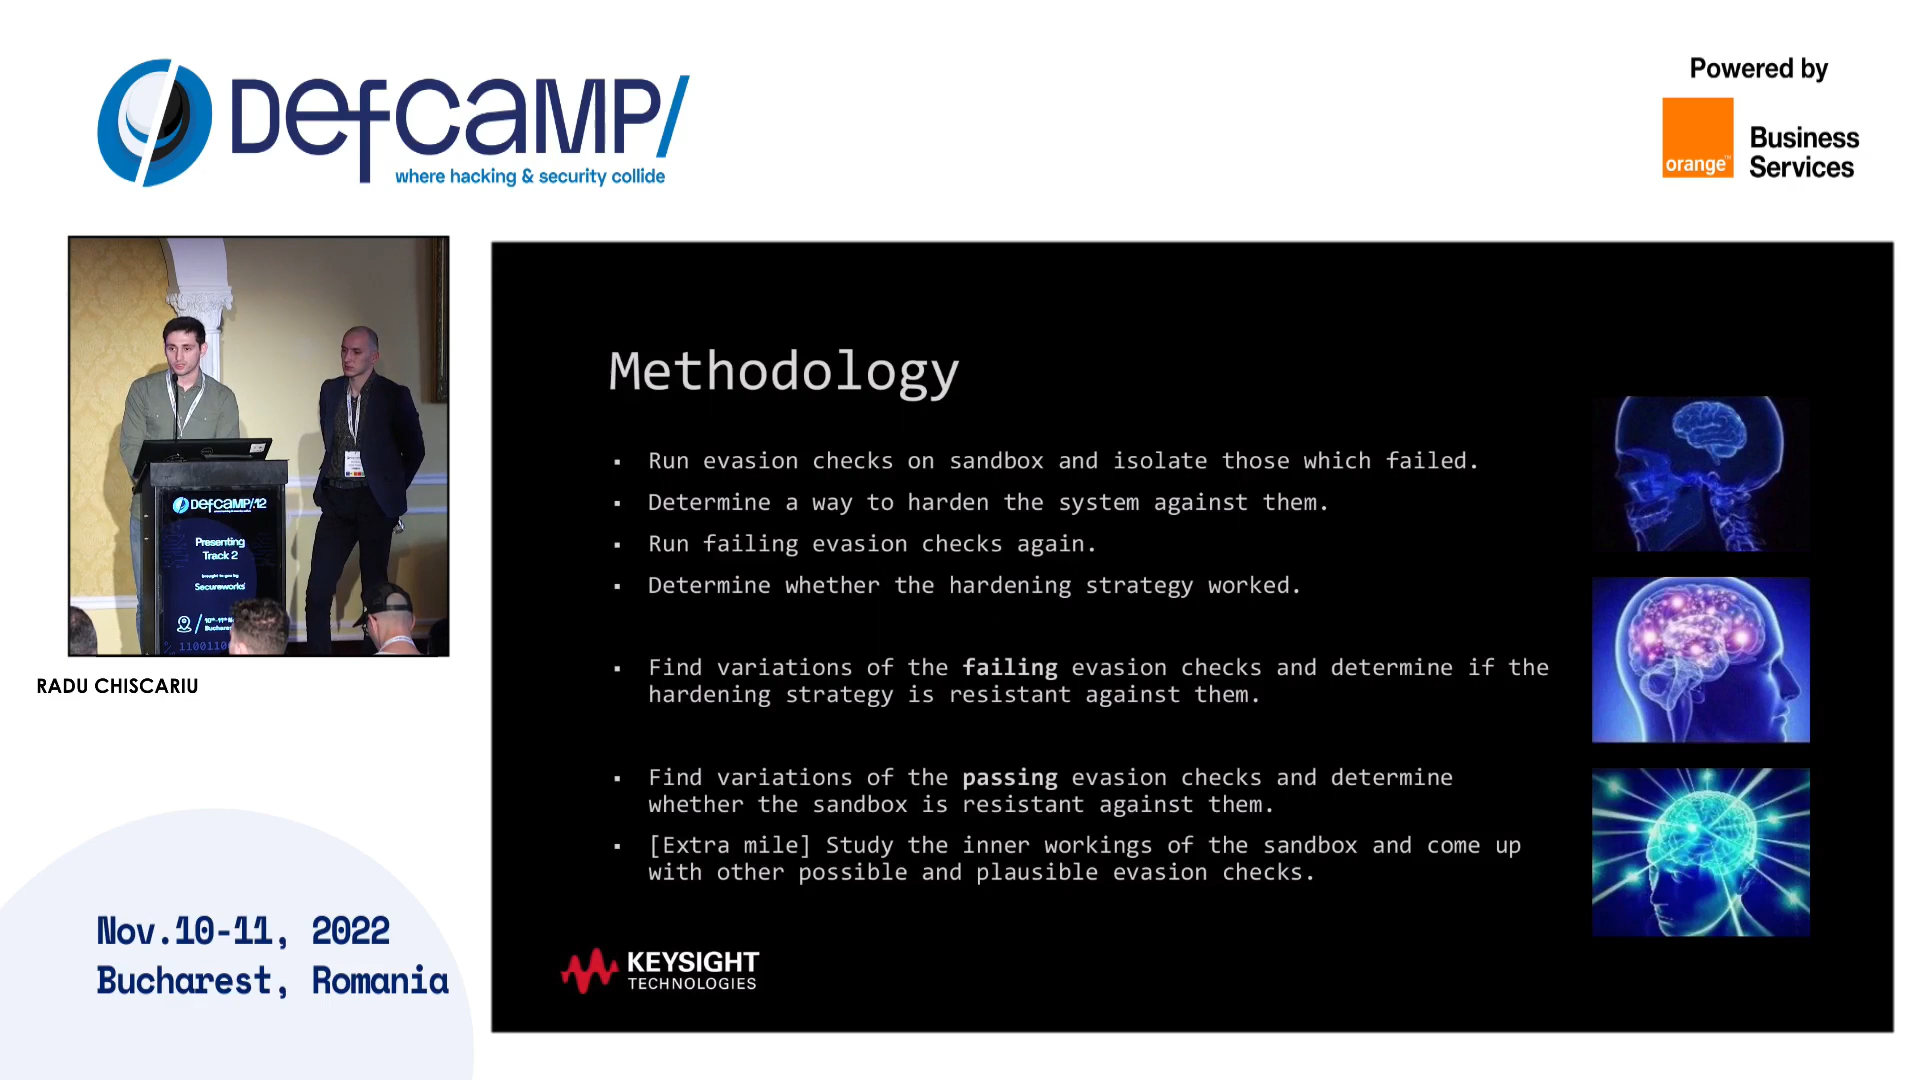 DefCAMP/
where hacking & security collide
Powered by
orange™
Business
Services
DefCAMP/.12
Presenting
Track 2
brought to you by
Secureworks
RADU CHISCARIU
Nov.10-11, 2022
Bucharest, Romania
Methodology
▪ Run evasion checks on sandbox and isolate those which failed.
▪ Determine a way to harden the system against them.
▪ Run failing evasion checks again.
▪ Determine whether the hardening strategy worked.
▪ Find variations of the failing evasion checks and determine if the
hardening strategy is resistant against them.
▪ Find variations of the passing evasion checks and determine
whether the sandbox is resistant against them.
▪ [Extra mile] Study the inner workings of the sandbox and come up
with other possible and plausible evasion checks.
KEYSIGHT
TECHNOLOGIES